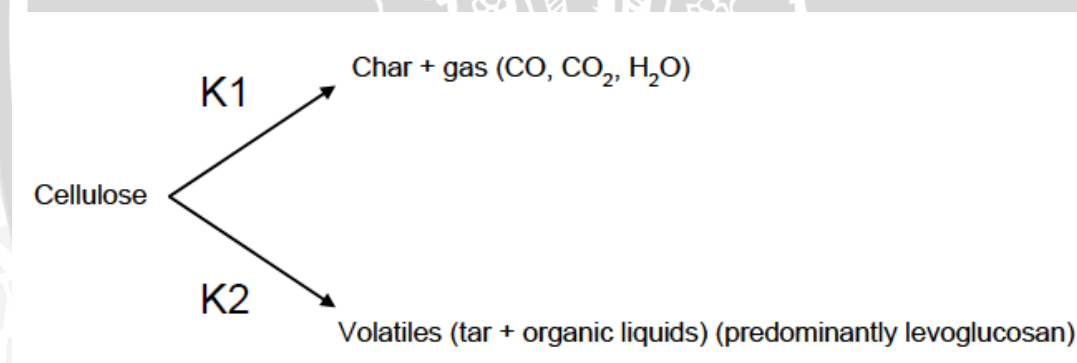 Char + gas (CO, CO₂, H₂O)
K1
Cellulose
K2
Volatiles (tar + organic liquids) (predominantly levoglucosan)